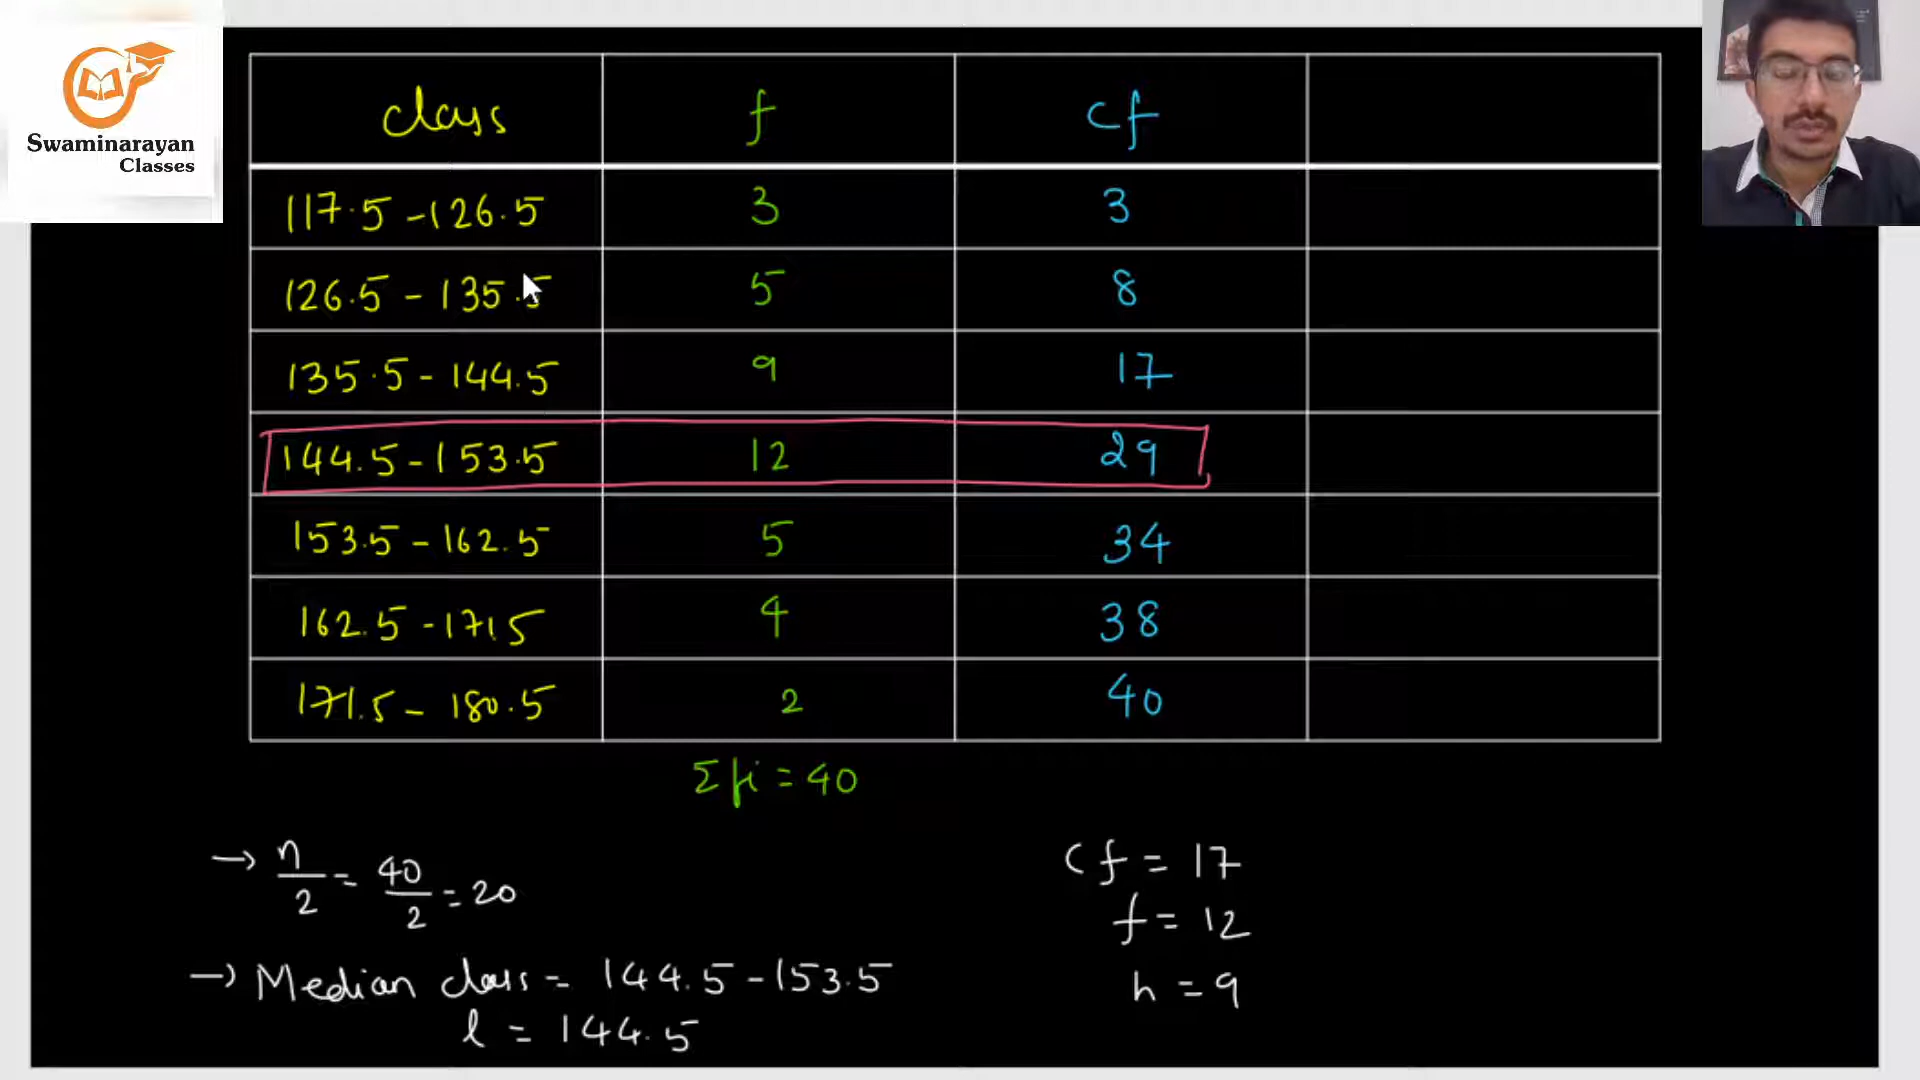 Swaminarayan
Classes
class f cf
117.5 - 126.5 3 3
126.5 - 135.5 5 8
135.5 - 144.5 9 17
144.5 - 153.5 12 29
153.5 - 162.5 5 34
162.5 - 171.5 4 38
171.5 - 180.5 2 40
Σfi = 40
→ n/2 = 40/2 = 20
→ Median class = 144.5 - 153.5
l = 144.5
cf = 17
f = 12
h = 9